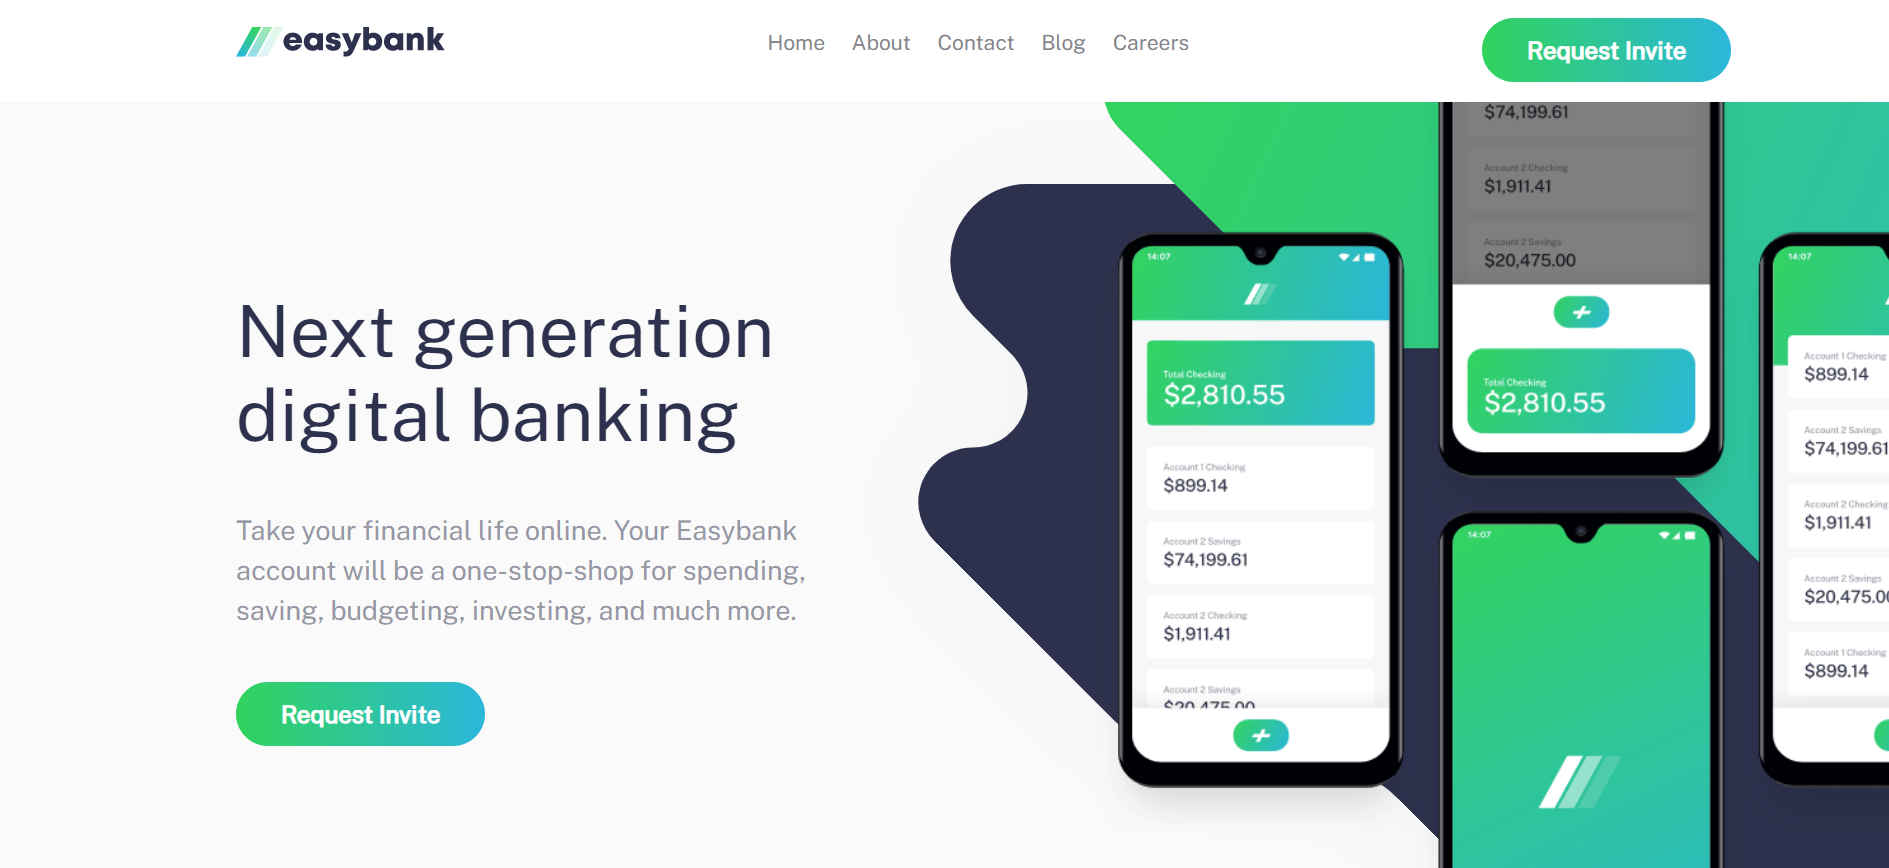 easybank
Home About Contact Blog Careers
Request Invite
Next generation
digital banking
Take your financial life online. Your Easybank
account will be a one-stop-shop for spending,
saving, budgeting, investing, and much more.
Request Invite
14:07
Total Checking
$2,810.55
Account 1 Checking
$899.14
Account 2 Savings
$74,199.61
Account 2 Checking
$1,911.41
Account 2 Savings
$20,475.00
$74,199.61
Account 2 Checking
$1,911.41
Account 2 Savings
$20,475.00
Total Checking
$2,810.55
14:07
14:07
Account 1 Checking
$899.14
Account 2 Savings
$74,199.61
Account 2 Checking
$1,911.41
Account 2 Savings
$20,475.00
Account 1 Checking
$899.14